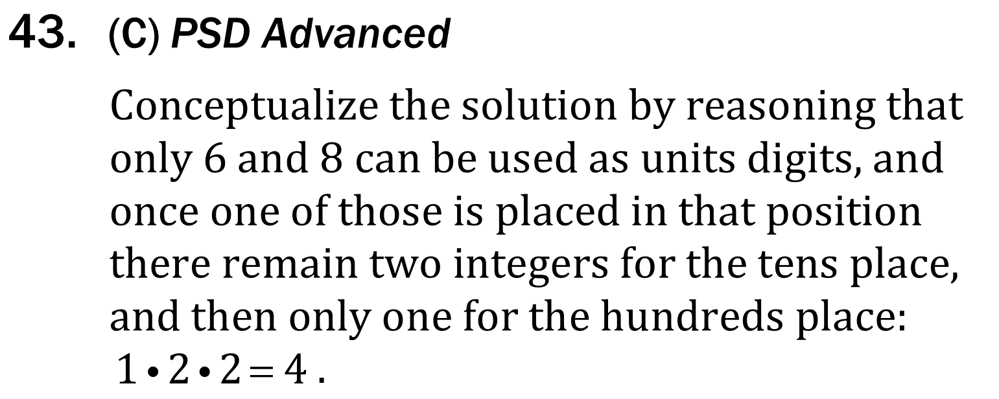 43. (C) PSD Advanced
Conceptualize the solution by reasoning that
only 6 and 8 can be used as units digits, and
once one of those is placed in that position
there remain two integers for the tens place,
and then only one for the hundreds place:
1•2•2=4.